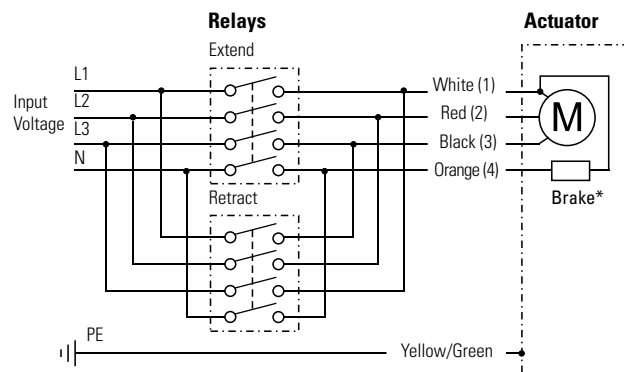 Relays
Actuator
Extend
L1
White (1)
Input
Voltage
L2
Red (2)
M
L3
Black (3)
N
Orange (4)
Retract
Brake*
PE
Yellow/Green